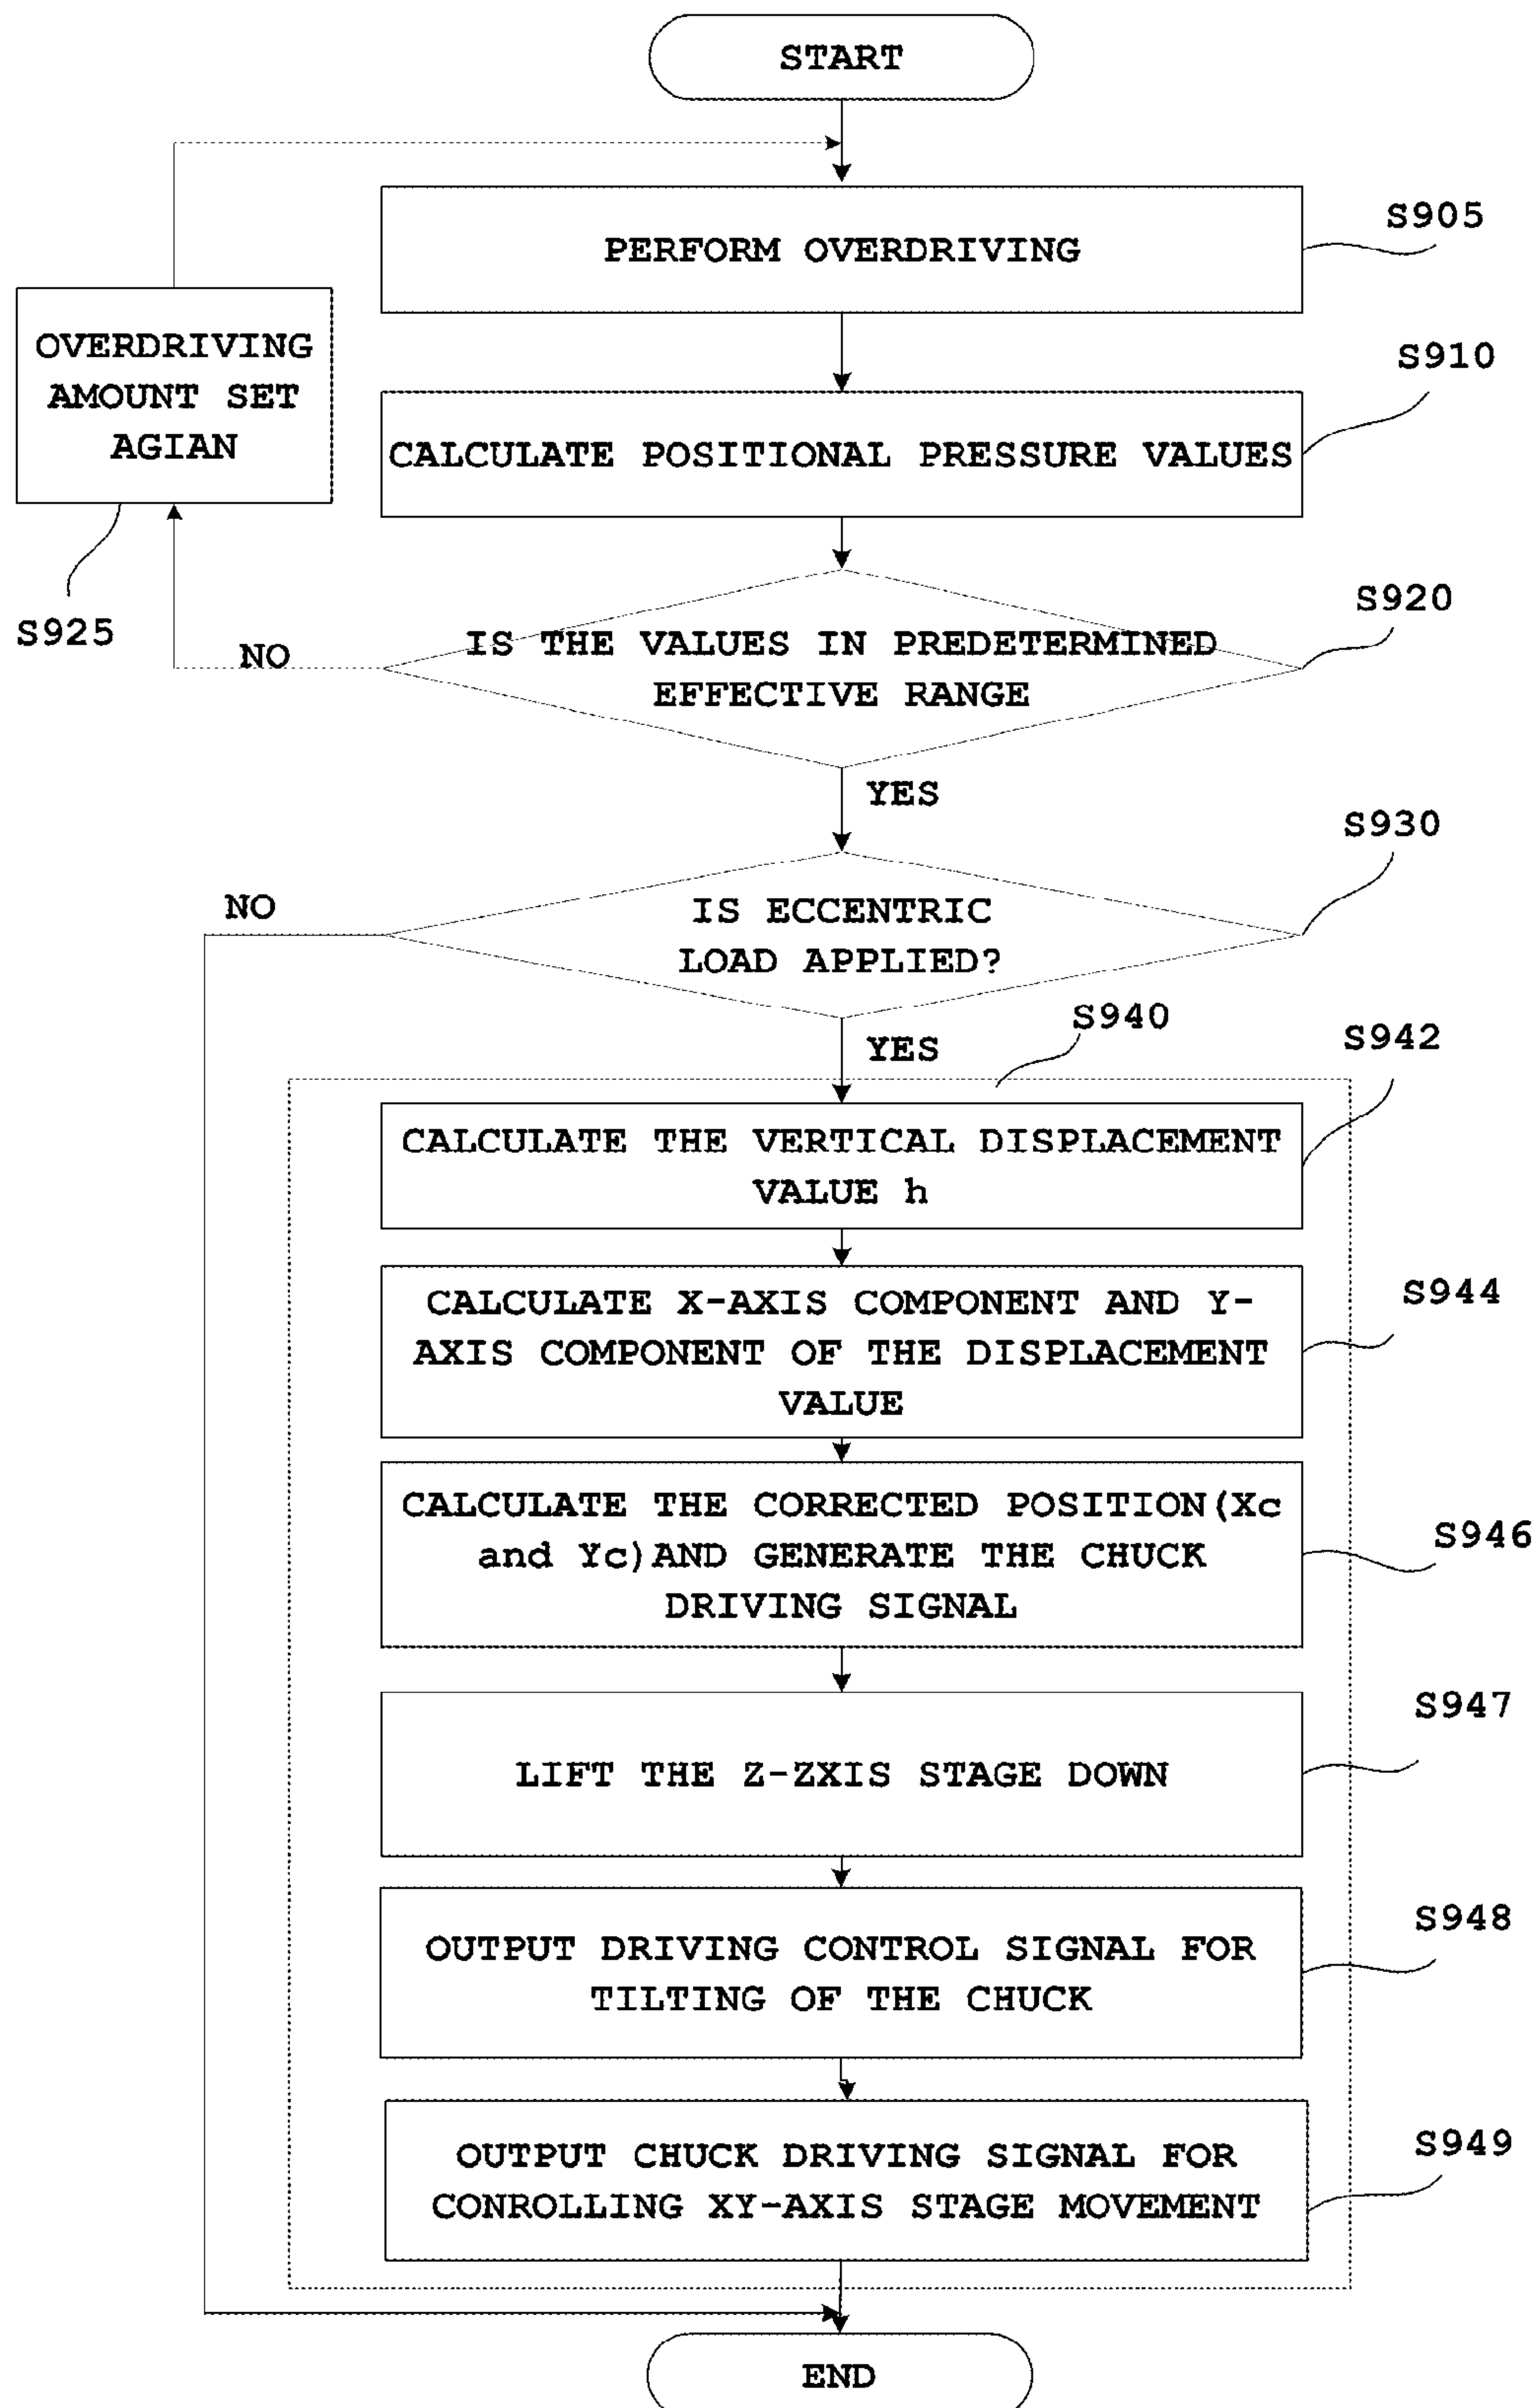 START
S905
PERFORM OVERDRIVING
OVERDRIVING
AMOUNT SET
AGIAN
S910
CALCULATE POSITIONAL PRESSURE VALUES
S925
S920
NO
IS THE VALUES IN PREDETERMINED
EFFECTIVE RANGE
YES
S930
NO
IS ECCENTRIC
LOAD APPLIED?
S940
S942
YES
CALCULATE THE VERTICAL DISPLACEMENT
VALUE h
S944
CALCULATE X-AXIS COMPONENT AND Y-
AXIS COMPONENT OF THE DISPLACEMENT
VALUE
S946
CALCULATE THE CORRECTED POSITION(Xc
and Yc)AND GENERATE THE CHUCK
DRIVING SIGNAL
S947
LIFT THE Z-ZXIS STAGE DOWN
S948
OUTPUT DRIVING CONTROL SIGNAL FOR
TILTING OF THE CHUCK
S949
OUTPUT CHUCK DRIVING SIGNAL FOR
CONROLLING XY-AXIS STAGE MOVEMENT
END